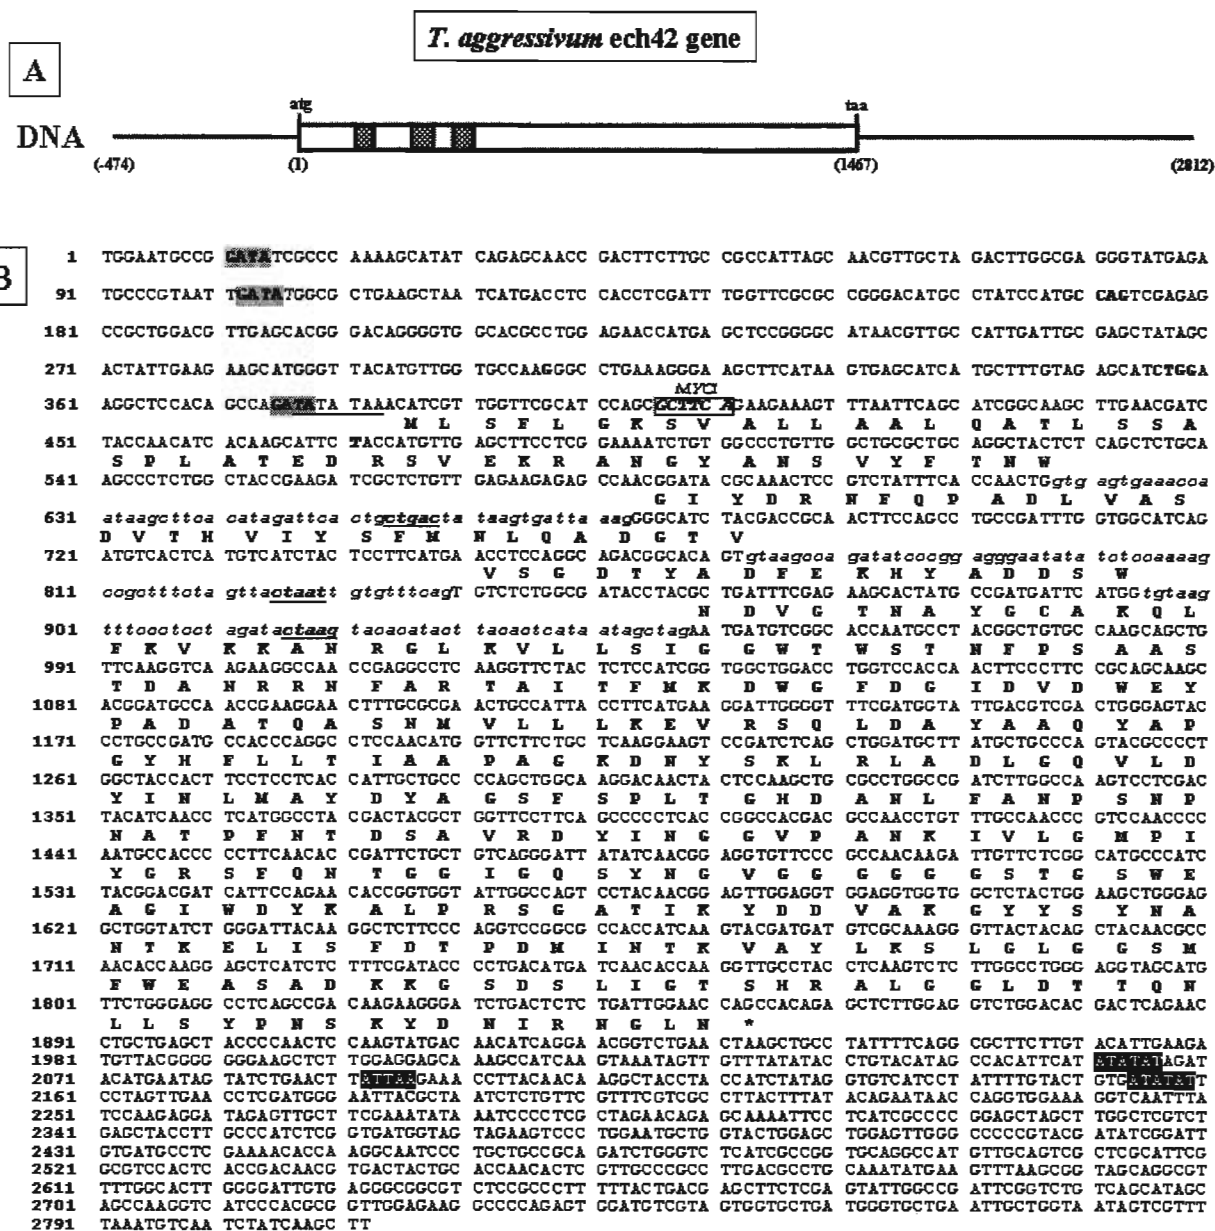 T. aggressivum ech42 gene
A
atg taa
DNA
(-474) (1) (1467) (2812)
B
1 TGGAATGCCG GATATCGCCC AAAAGCATAT CAGAGCAACC GACTTCTTGC CGCCATTAGC AACGTTGCTA GACTTGGCGA GGGTATGAGA
91 TGCCCGTAAT TGATATGGCG CTGAAGCTAA TCATGACCTC CACCTCGATT TGGTTCGCGC CGGGACATGC CTATCCATGC CAGTCGAGAG
181 CCGCTGGACG TTGAGCACGG GACAGGGGTG GCACGCCTGG AGAACCATGA GCTCCGGGGC ATAACGTTGC CATTGATTGC GAGCTATAGC
271 ACTATTGAAG AAGCATGGGT TACATGTTGG TGCCAAGGGC CTGAAAGGGA AGCTTCATAA GTGAGCATCA TGCTTTGTAG AGCATCTGGA
MYCI
361 AGGCTCCACA GCCAGATATA TAAACATCGT TGGTTCGCAT CCAGCGCTTC AGAAGAAAGT TTAATTCAGC ATCGGCAAGC TTGAACGATC
M L S F L G K S V A L L A A L Q A T L S S A
451 TACCAACATC ACAAGCATTC TACCATGTTG AGCTTCCTCG GAAAATCTGT GGCCCTGTTG GCTGCGCTGC AGGCTACTCT CAGCTCTGCA
S P L A T E D R S V E K R A N G Y A N S V Y F T N W
541 AGCCCTCTGG CTACCGAAGA TCGCTCTGTT GAGAAGAGAG CCAACGGATA CGCAAACTCC GTCTATTTCA CCAACTGgtg agtgaaacca
G I Y D R N F Q P A D L V A S
631 ataagcttca catagattca ctgctgacta taagtgatta aagGGGCATC TACGACCGCA ACTTCCAGCC TGCCGATTTG GTGGCATCAG
D V T H V I Y S F M N L Q A D G T V
721 ATGTCACTCA TGTCATCTAC TCCTTCATGA ACCTCCAGGC AGACGGCACA GTgtaagcca gatatcccgg agggaatata tctccaaaag
V S G D T Y A D F E K H Y A D D S W
811 ccgctttcta gttactaatt gtgtttcagT GTCTCTGGCG ATACCTACGC TGATTTCGAG AAGCACTATG CCGATGATTC ATGGtgtaag
N D V G T N A Y G C A K Q L
901 tttccctcct agatactaag tacacatact tacactcata atagctagAA TGATGTCGGC ACCAATGCCT ACGGCTGTGC CAAGCAGCTG
F K V K K A N R G L K V L L S I G G W T W S T N F P S A A S
991 TTCAAGGTCA AGAAGGCCAA CCGAGGCCTC AAGGTTCTAC TCTCCATCGG TGGCTGGACC TGGTCCACCA ACTTCCCTTC CGCAGCAAGC
T D A N R R N F A R T A I T F M K D W G F D G I D V D W E Y
1081 ACGGATGCCA ACCGAAGGAA CTTTGCGCGA ACTGCCATTA CCTTCATGAA GGATTGGGGT TTCGATGGTA TTGACGTCGA CTGGGAGTAC
P A D A T Q A S N M V L L L K E V R S Q L D A Y A A Q Y A P
1171 CCTGCCGATG CCACCCAGGC CTCCAACATG GTTCTTCTGC TCAAGGAAGT CCGATCTCAG CTGGATGCTT ATGCTGCCCA GTACGCCCCT
G Y H F L L T I A A P A G K D N Y S K L R L A D L G Q V L D
1261 GGCTACCACT TCCTCCTCAC CATTGCTGCC CCAGCTGGCA AGGACAACTA CTCCAAGCTG CGCCTGGCCG ATCTTGGCCA AGTCCTCGAC
Y I N L M A Y D Y A G S F S P L T G H D A N L F A N P S N P
1351 TACATCAACC TCATGGCCTA CGACTACGCT GGTTCCTTCA GCCCCCTCAC CGGCCACGAC GCCAACCTGT TTGCCAACCC GTCCAACCCC
N A T P F N T D S A V R D Y I N G G V P A N K I V L G M P I
1441 AATGCCACCC CCTTCAACAC CGATTCTGCT GTCAGGGATT ATATCAACGG AGGTGTTCCC GCCAACAAGA TTGTTCTCGG CATGCCCATC
Y G R S F Q N T G G I G Q S Y N G V G G G G G S T G S W E
1531 TACGGACGAT CATTCCAGAA CACCGGTGGT ATTGGCCAGT CCTACAACGG AGTTGGAGGT GGAGGTGGTG GCTCTACTGG AAGCTGGGAG
A G I W D Y K A L P R S G A T I K Y D D V A K G Y Y S Y N A
1621 GCTGGTATCT GGGATTACAA GGCTCTTCCC AGGTCCGGCG CCACCATCAA GTACGATGAT GTCGCAAAGG GTTACTACAG CTACAACGCC
N T K E L I S F D T P D M I N T K V A Y L K S L G L G G S M
1711 AACACCAAGG AGCTCATCTC TTTCGATACC CCTGACATGA TCAACACCAA GGTTGCCTAC CTCAAGTCTC TTGGCCTGGG AGGTAGCATG
F W E A S A D K K G S D S L I G T S H R A L G G L D T T Q N
1801 TTCTGGGAGG CCTCAGCCGA CAAGAAGGGA TCTGACTCTC TGATTGGAAC CAGCCACAGA GCTCTTGGAG GTCTGGACAC GACTCAGAAC
L L S Y P N S K Y D N I R N G L N *
1891 CTGCTGAGCT ACCCCAACTC CAAGTATGAC AACATCAGGA ACGGTCTGAA CTAAGCTGCC TATTTTCAGG CGCTTCTTGT ACATTGAAGA
1981 TGTTACGGGG GGGAAGCTCT TGGAGGAGCA AAGCCATCAA GTAAATAGTT GTTTATATAC CTGTACATAG CCACATTCAT ATATATAGAT
2071 ACATGAATAG TATCTGAACT TATTAAGAAA CCTTACAACA AGGCTACCTA CCATCTATAG GTGTCATCCT ATTTTGTACT GTGATATATT
2161 CCTAGTTGAA CCTCGATGGG AATTACGCTA ATCTCTGTTC GTTTCGTCGC CTTACTTTAT ACAGAATAAC CAGGTGGAAA GGTCAATTTA
2251 TCCAAGAGGA TAGAGTTGCT TCGAAATATA AATCCCCTCG CTAGAACAGA GCAAAATTCC TCATCGCCCC GGAGCTAGCT TGGCTCGTCT
2341 GAGCTACCTT GCCCATCTCG GTGATGGTAG TAGAAGTCCC TGGAATGCTG GTACTGGAGC TGGAGTTGGG CCCCCGTACG ATATCGGATT
2431 GTGATGCCTC GAAAACACCA AGGCAATCCC TGCTGCCGCA GATCTGGGTC TCATCGCCGG TGCAGGCCAT GTTGCAGTCG CTCGCATTCG
2521 GCGTCCACTC ACCGACAACG TGACTACTGC ACCAACACTC GTTGCCCGCC TTGACGCCTG CAAATATGAA GTTTAAGCGG TAGCAGGCGT
2611 TTTGGCACTT GGGGATTGTG AGGGCGGCGT CTCCGCCCTT TTTACTGACG AGCTTCTCGA GTATTGGCCG ATTCGGTCTG TCAGCATAGC
2701 AGCCAAGGTC ATCCCACGCG GTTGGAGAAG GCCCCAGAGT GGATGTCGTA GTGGTGCTGA TGGGTGCTGA ATTGCTGGTA ATAGTCGTTT
2791 TAAATGTCAA TCTATCAAGC TT